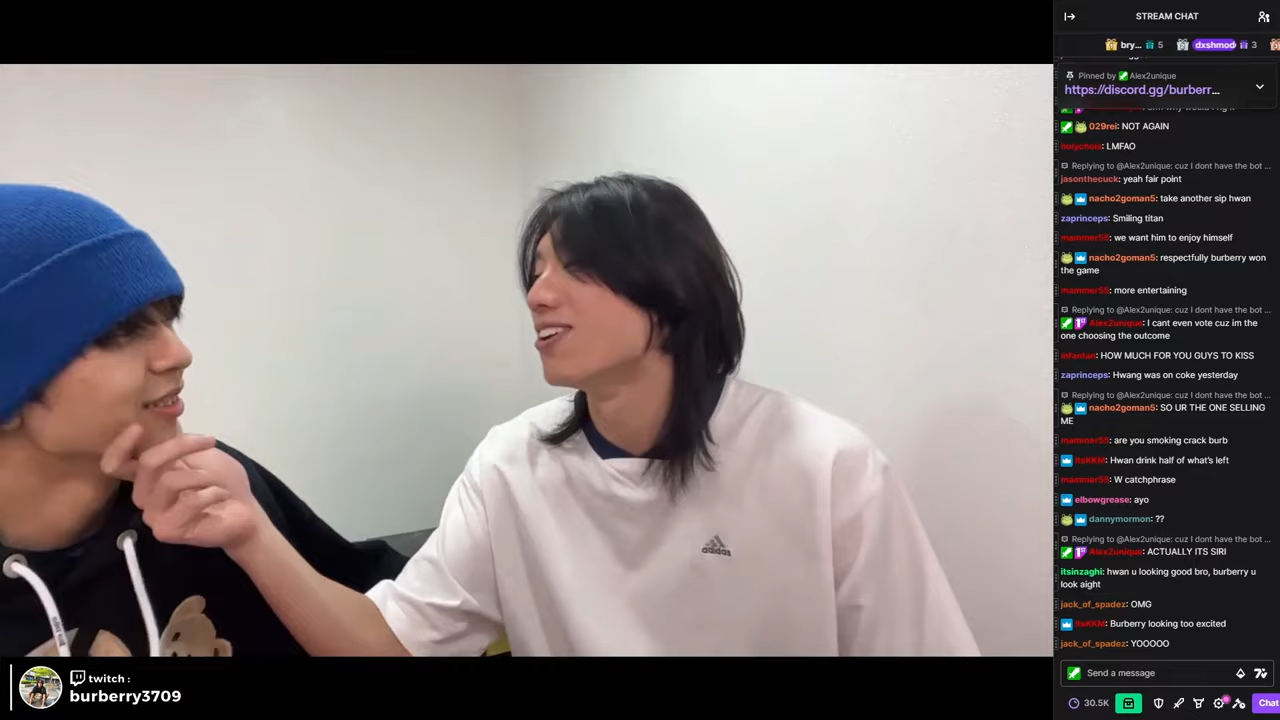 STREAM CHAT
bry... 5 dxshmod 3
Pinned by Alex2unique
https://discord.gg/burberr...
029rei: NOT AGAIN
holychois: LMFAO
Replying to @Alex2unique: cuz I dont have the bot ...
jasonthecuck: yeah fair point
nacho2goman5: take another sip hwan
zaprinceps: Smiling titan
mammer55: we want him to enjoy himself
nacho2goman5: respectfully burberry won
the game
mammer55: more entertaining
Replying to @Alex2unique: cuz I dont have the bot ...
Alex2unique: I cant even vote cuz im the
one choosing the outcome
infantan: HOW MUCH FOR YOU GUYS TO KISS
zaprinceps: Hwang was on coke yesterday
Replying to @Alex2unique: cuz I dont have the bot ...
nacho2goman5: SO UR THE ONE SELLING
ME
mammer55: are you smoking crack burb
ItsKKM: Hwan drink half of what's left
mammer55: W catchphrase
elbowgrease: ayo
dannymormon: ??
Replying to @Alex2unique: cuz I dont have the bot ...
Alex2unique: ACTUALLY ITS SIRI
itsinzaghi: hwan u looking good bro, burberry u
look aight
jack_of_spadez: OMG
ItsKKM: Burberry looking too excited
jack_of_spadez: YOOOOO
Send a message
30.5K
Chat
adidas
twitch :
burberry3709